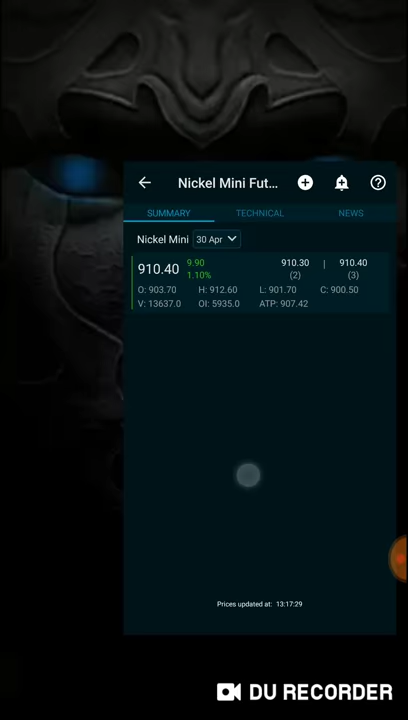 Nickel Mini Fut...
SUMMARY TECHNICAL NEWS
Nickel Mini 30 Apr
910.40 9.90 1.10% 910.30 (2) | 910.40 (3)
O: 903.70 H: 912.60 L: 901.70 C: 900.50
V: 13637.0 OI: 5935.0 ATP: 907.42
Prices updated at: 13:17:29
DU RECORDER